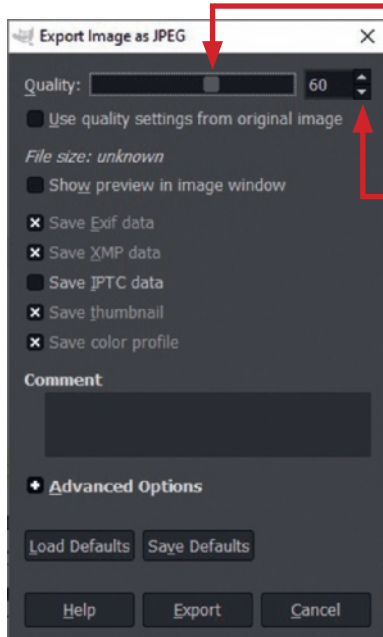 Export Image as JPEG
Quality: 60
Use quality settings from original image
File size: unknown
Show preview in image window
Save Exif data
Save XMP data
Save IPTC data
Save thumbnail
Save color profile
Comment
Advanced Options
Load Defaults Save Defaults
Help Export Cancel